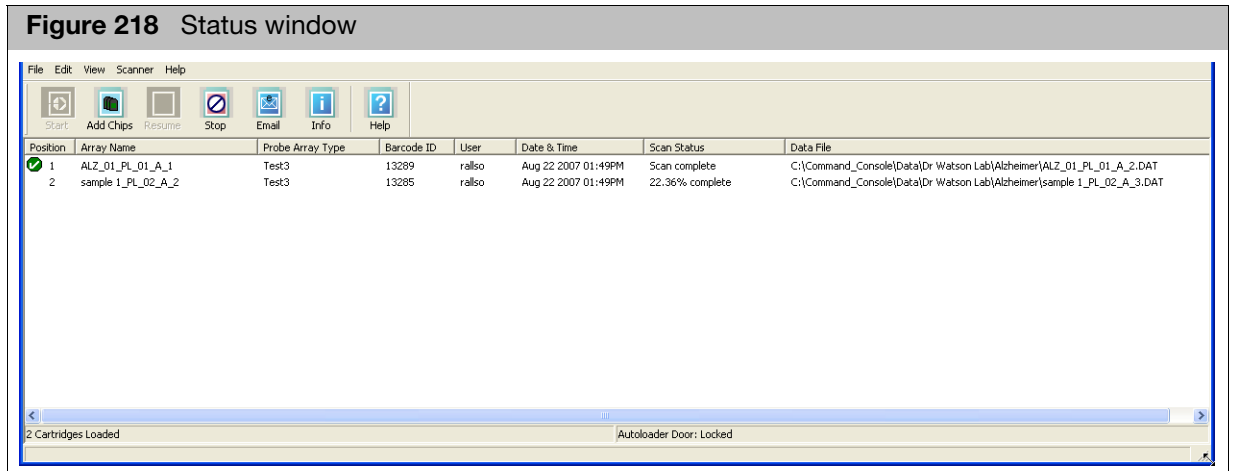 Figure 218 Status window
File Edit View Scanner Help
Start Add Chips Resume Stop Email Info Help
Position Array Name Probe Array Type Barcode ID User Date & Time Scan Status Data File
1 ALZ_01_PL_01_A_1 Test3 13289 rallso Aug 22 2007 01:49PM Scan complete C:\Command_Console\Data\Dr Watson Lab\Alzheimer\ALZ_01_PL_01_A_2.DAT
2 sample 1_PL_02_A_2 Test3 13285 rallso Aug 22 2007 01:49PM 22.36% complete C:\Command_Console\Data\Dr Watson Lab\Alzheimer\sample 1_PL_02_A_3.DAT
2 Cartridges Loaded Autoloader Door: Locked